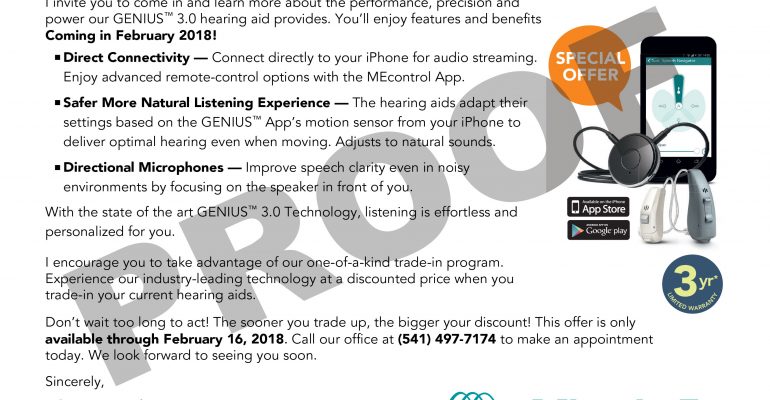 I invite you to come in and learn more about the performance, precision and
power our GENIUS™ 3.0 hearing aid provides. You’ll enjoy features and benefits
Coming in February 2018!
▪ Direct Connectivity — Connect directly to your iPhone for audio streaming.
Enjoy advanced remote-control options with the MEcontrol App.
▪ Safer More Natural Listening Experience — The hearing aids adapt their
settings based on the GENIUS™ App’s motion sensor from your iPhone to
deliver optimal hearing even when moving. Adjusts to natural sounds.
▪ Directional Microphones — Improve speech clarity even in noisy
environments by focusing on the speaker in front of you.
With the state of the art GENIUS™ 3.0 Technology, listening is effortless and
personalized for you.
I encourage you to take advantage of our one-of-a-kind trade-in program.
Experience our industry-leading technology at a discounted price when you
trade-in your current hearing aids.
Don’t wait too long to act! The sooner you trade up, the bigger your discount! This offer is only
available through February 16, 2018. Call our office at (541) 497-7174 to make an appointment
today. We look forward to seeing you soon.
Sincerely,
PROOF
SPECIAL
OFFER
Available on the iPhone
App Store
ANDROID APP ON
Google play
3yr*
LIMITED WARRANTY